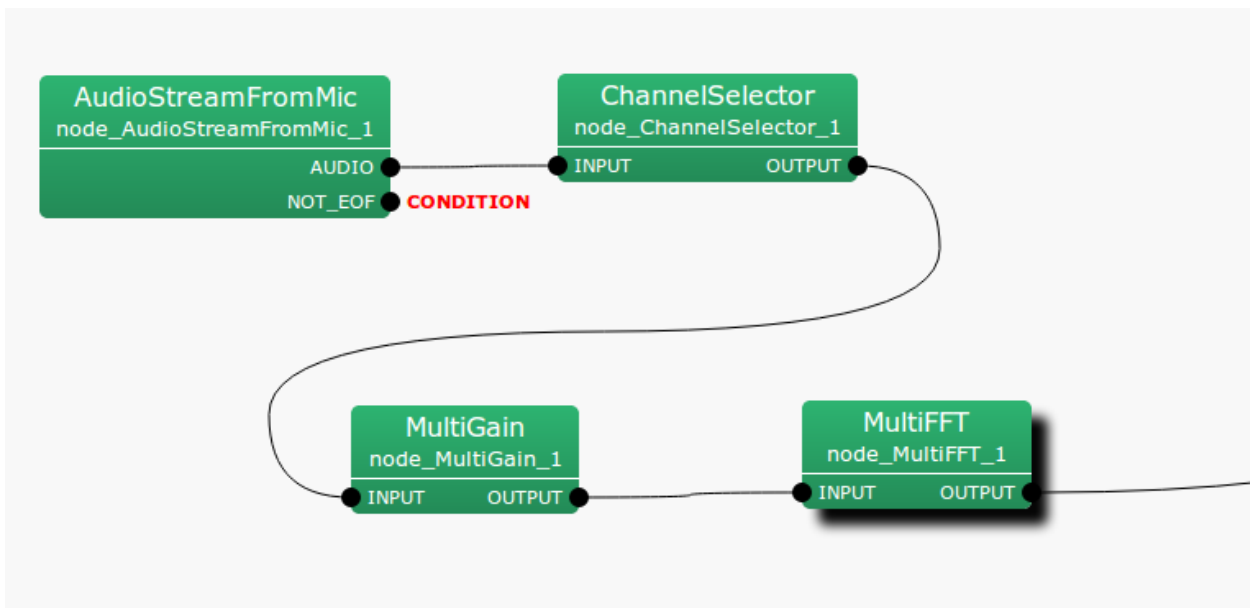 AudioStreamFromMic
node_AudioStreamFromMic_1
AUDIO
NOT_EOF CONDITION
ChannelSelector
node_ChannelSelector_1
INPUT OUTPUT
MultiGain
node_MultiGain_1
INPUT OUTPUT
MultiFFT
node_MultiFFT_1
INPUT OUTPUT